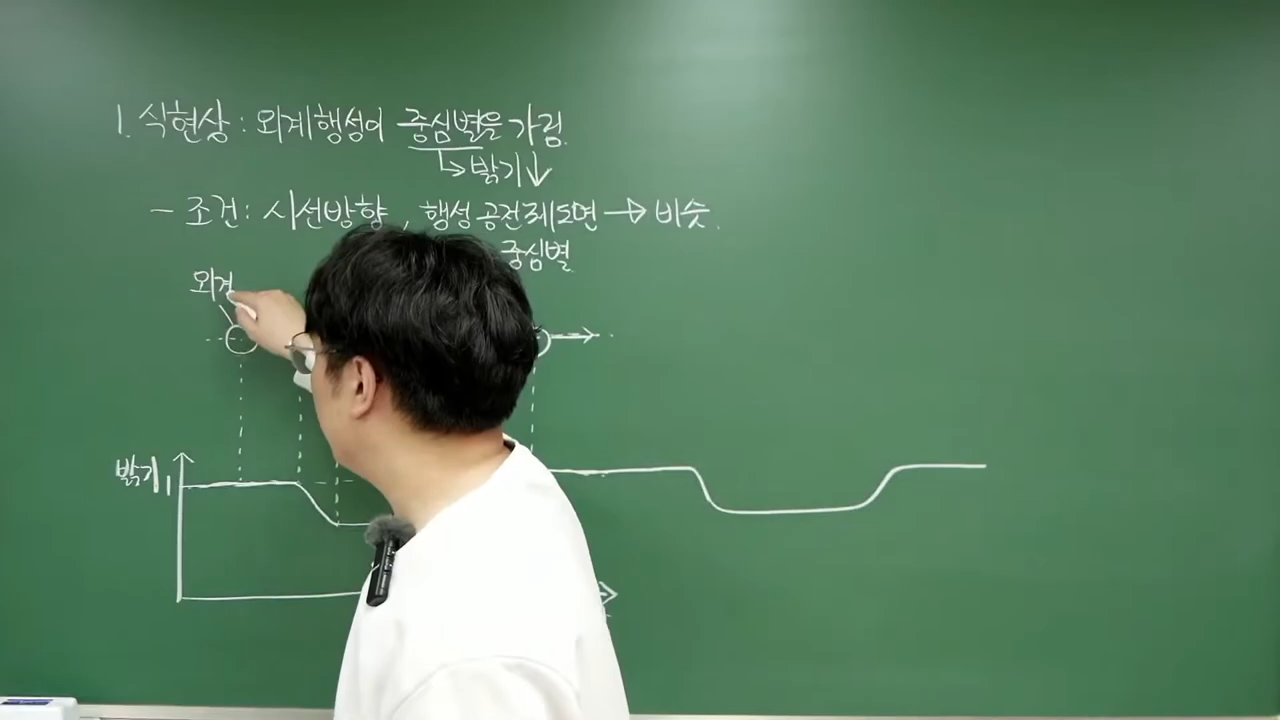 1. 식현상 : 외계행성이 중심별을 가림.
↳ 밝기↓
- 조건 : 시선방향, 행성 공전궤도면 → 비슷.
중심별
외계
밝기 1